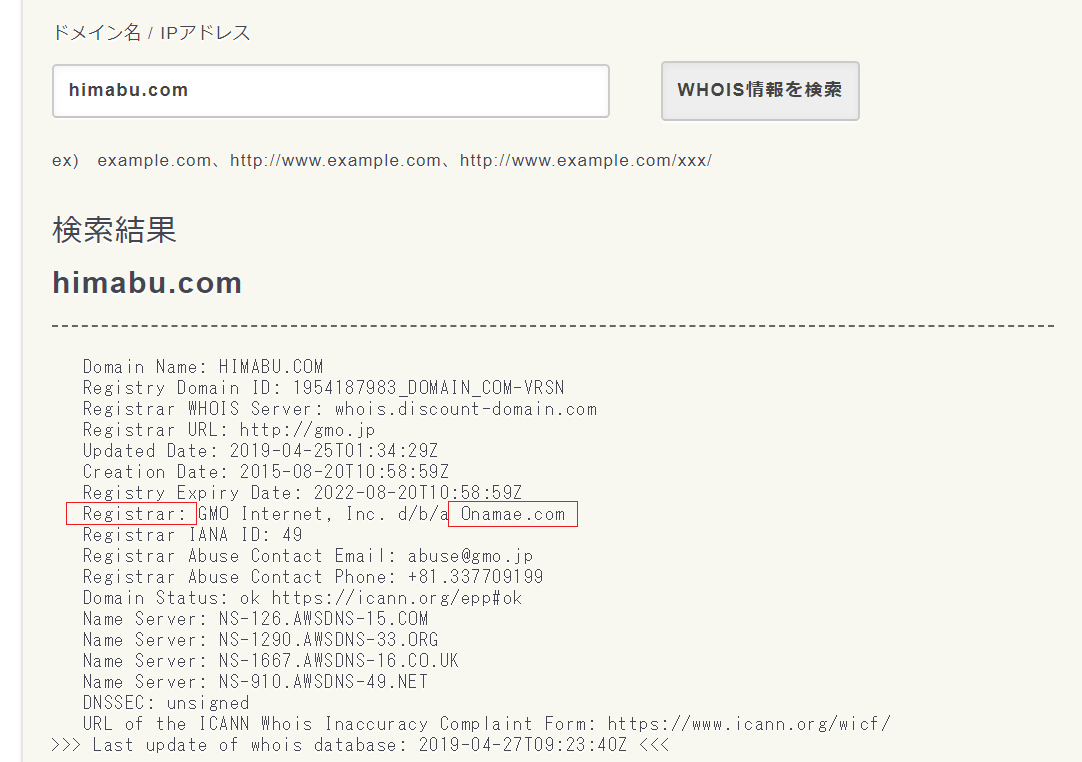 ドメイン名 / IPアドレス
himabu.com
WHOIS情報を検索
ex)　example.com、http://www.example.com、http://www.example.com/xxx/
検索結果
himabu.com
Domain Name: HIMABU.COM
Registry Domain ID: 1954187983_DOMAIN_COM-VRSN
Registrar WHOIS Server: whois.discount-domain.com
Registrar URL: http://gmo.jp
Updated Date: 2019-04-25T01:34:29Z
Creation Date: 2015-08-20T10:58:59Z
Registry Expiry Date: 2022-08-20T10:58:59Z
Registrar: GMO Internet, Inc. d/b/a Onamae.com
Registrar IANA ID: 49
Registrar Abuse Contact Email: abuse@gmo.jp
Registrar Abuse Contact Phone: +81.337709199
Domain Status: ok https://icann.org/epp#ok
Name Server: NS-126.AWSDNS-15.COM
Name Server: NS-1290.AWSDNS-33.ORG
Name Server: NS-1667.AWSDNS-16.CO.UK
Name Server: NS-910.AWSDNS-49.NET
DNSSEC: unsigned
URL of the ICANN Whois Inaccuracy Complaint Form: https://www.icann.org/wicf/
>>> Last update of whois database: 2019-04-27T09:23:40Z <<<